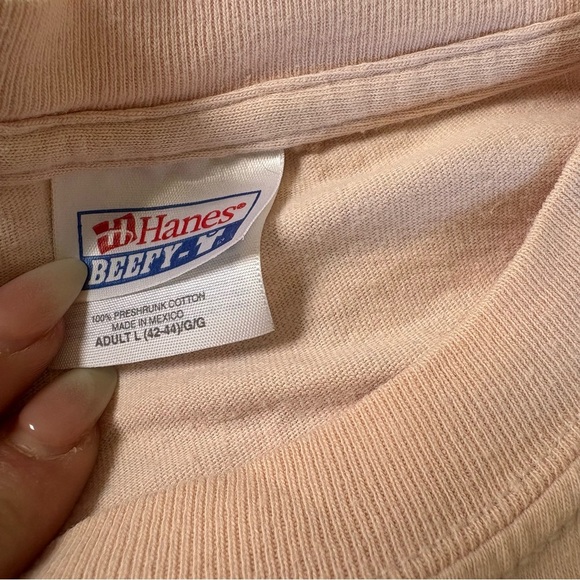 H Hanes®
BEEFY-T
100% PRESHRUNK COTTON
MADE IN MEXICO
ADULT L (42-44)/G/G